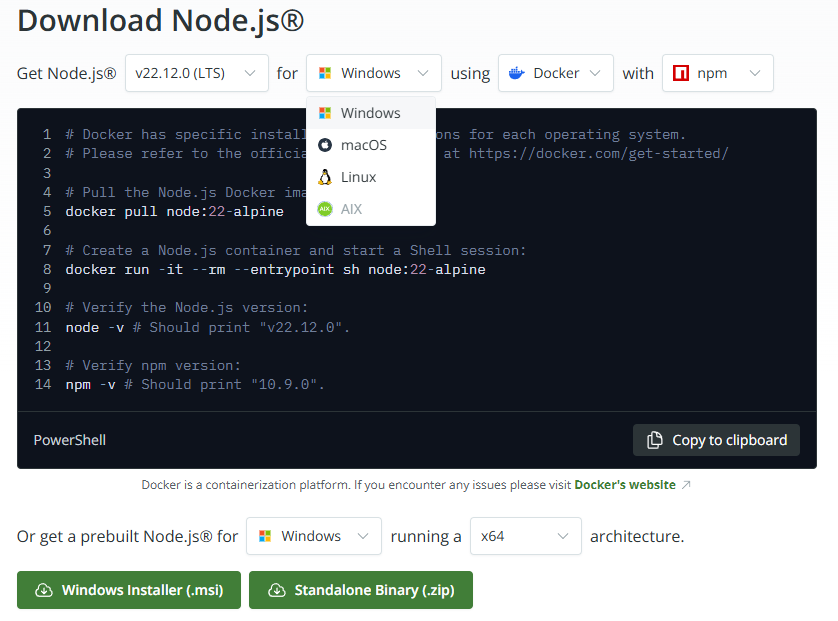 Download Node.js®
Get Node.js® v22.12.0 (LTS) for Windows using Docker with npm
Windows
macOS
Linux
AIX
1 # Docker has specific instal ons for each operating system.
2 # Please refer to the officia at https://docker.com/get-started/
3
4 # Pull the Node.js Docker ima
5 docker pull node:22-alpine
6
7 # Create a Node.js container and start a Shell session:
8 docker run -it --rm --entrypoint sh node:22-alpine
9
10 # Verify the Node.js version:
11 node -v # Should print "v22.12.0".
12
13 # Verify npm version:
14 npm -v # Should print "10.9.0".
PowerShell
Copy to clipboard
Docker is a containerization platform. If you encounter any issues please visit Docker's website
Or get a prebuilt Node.js® for Windows running a x64 architecture.
Windows Installer (.msi) Standalone Binary (.zip)